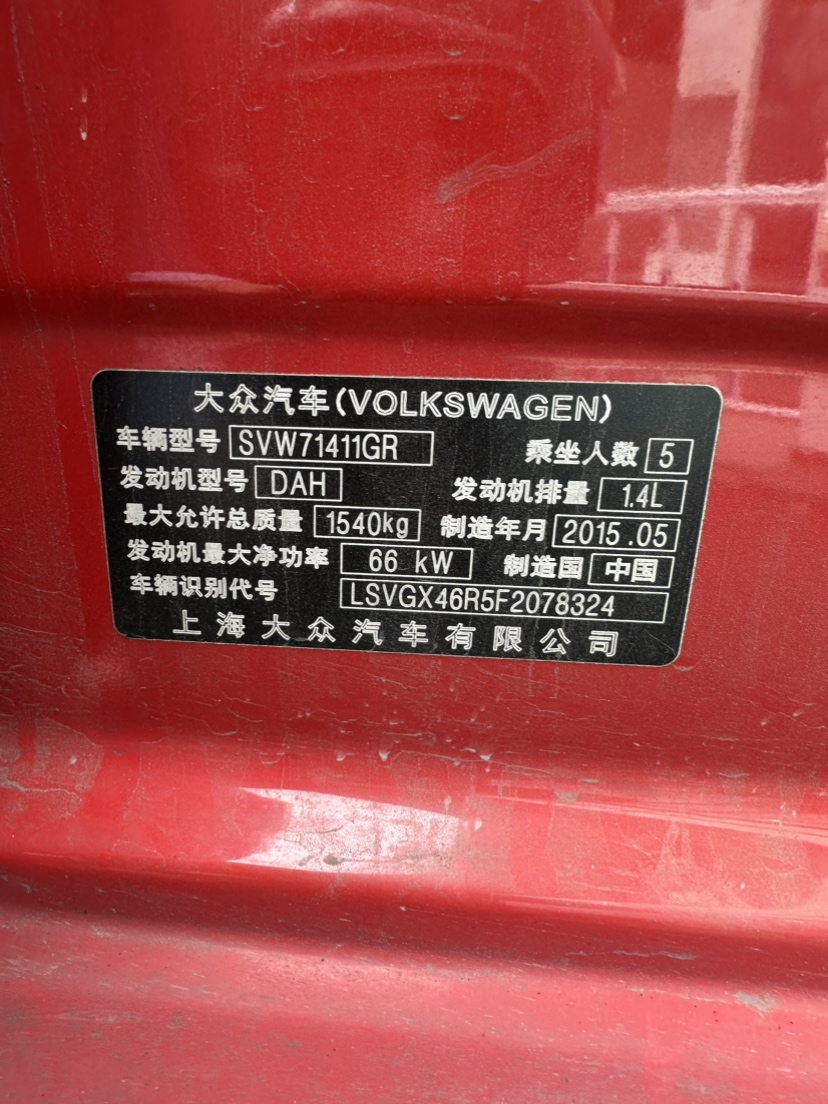 大众汽车(VOLKSWAGEN)
车辆型号 SVW71411GR 乘坐人数 5
发动机型号 DAH 发动机排量 1.4L
最大允许总质量 1540kg 制造年月 2015.05
发动机最大净功率 66 kW 制造国 中国
车辆识别代号 LSVGX46R5F2078324
上海大众汽车有限公司